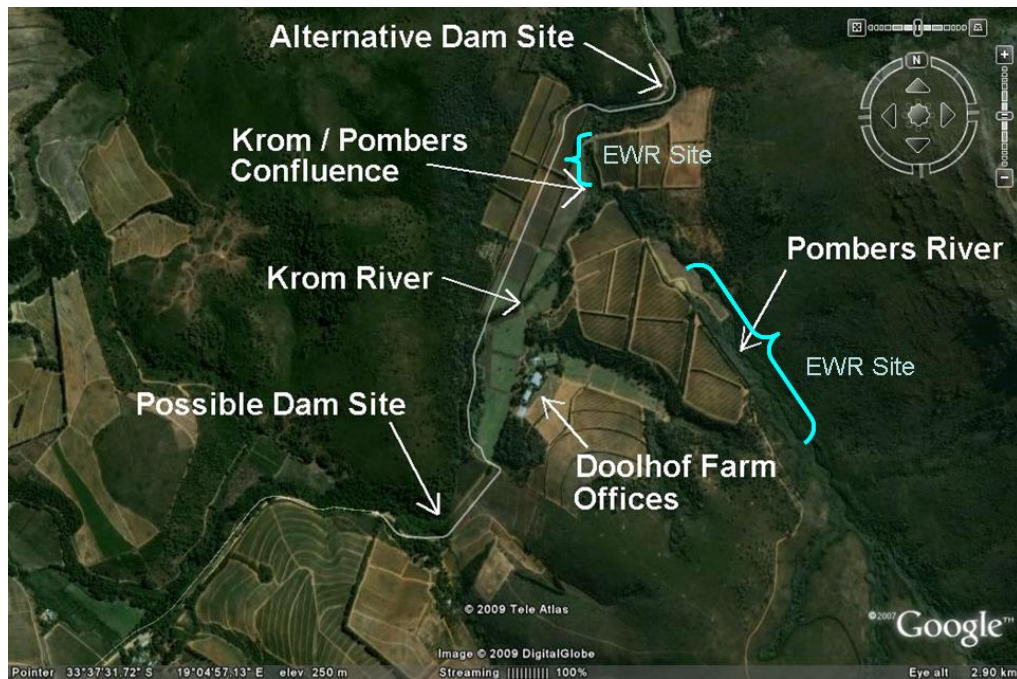 Alternative Dam Site
N
Krom / Pombers
Confluence
EWR Site
Pombers River
Krom River
EWR Site
Possible Dam Site
Doolhof Farm
Offices
© 2009 Tele Atlas
©2007 Google™
Image © 2009 DigitalGlobe
Pointer 33°37'31.72" S 19°04'57.13" E elev 250 m Streaming ||||||||| 100% Eye alt 2.90 km